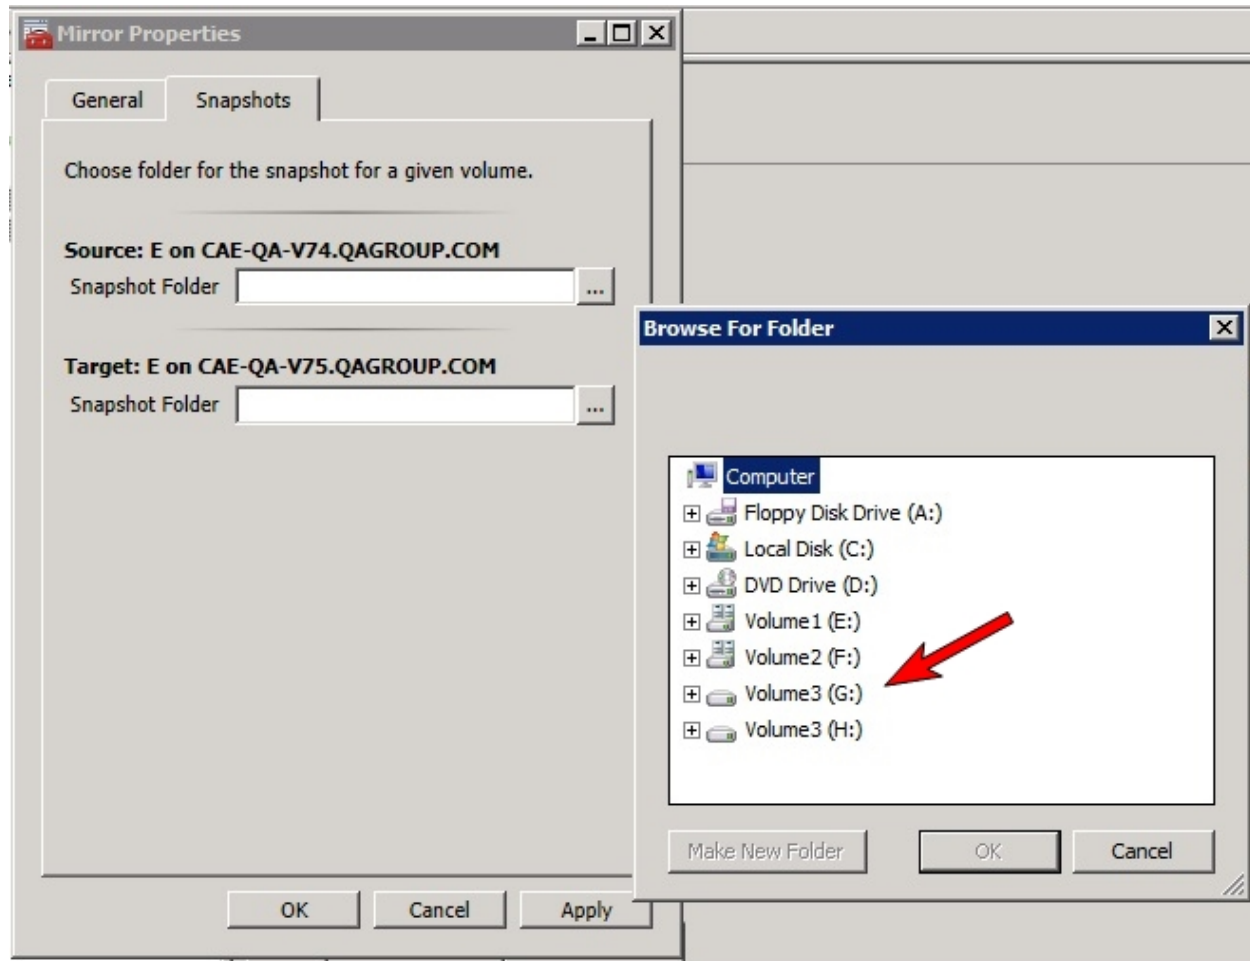 Mirror Properties
General
Snapshots
Choose folder for the snapshot for a given volume.
Source: E on CAE-QA-V74.QAGROUP.COM
Snapshot Folder
...
Target: E on CAE-QA-V75.QAGROUP.COM
Snapshot Folder
...
OK
Cancel
Apply
Browse For Folder
Computer
Floppy Disk Drive (A:)
Local Disk (C:)
DVD Drive (D:)
Volume1 (E:)
Volume2 (F:)
Volume3 (G:)
Volume3 (H:)
Make New Folder
OK
Cancel